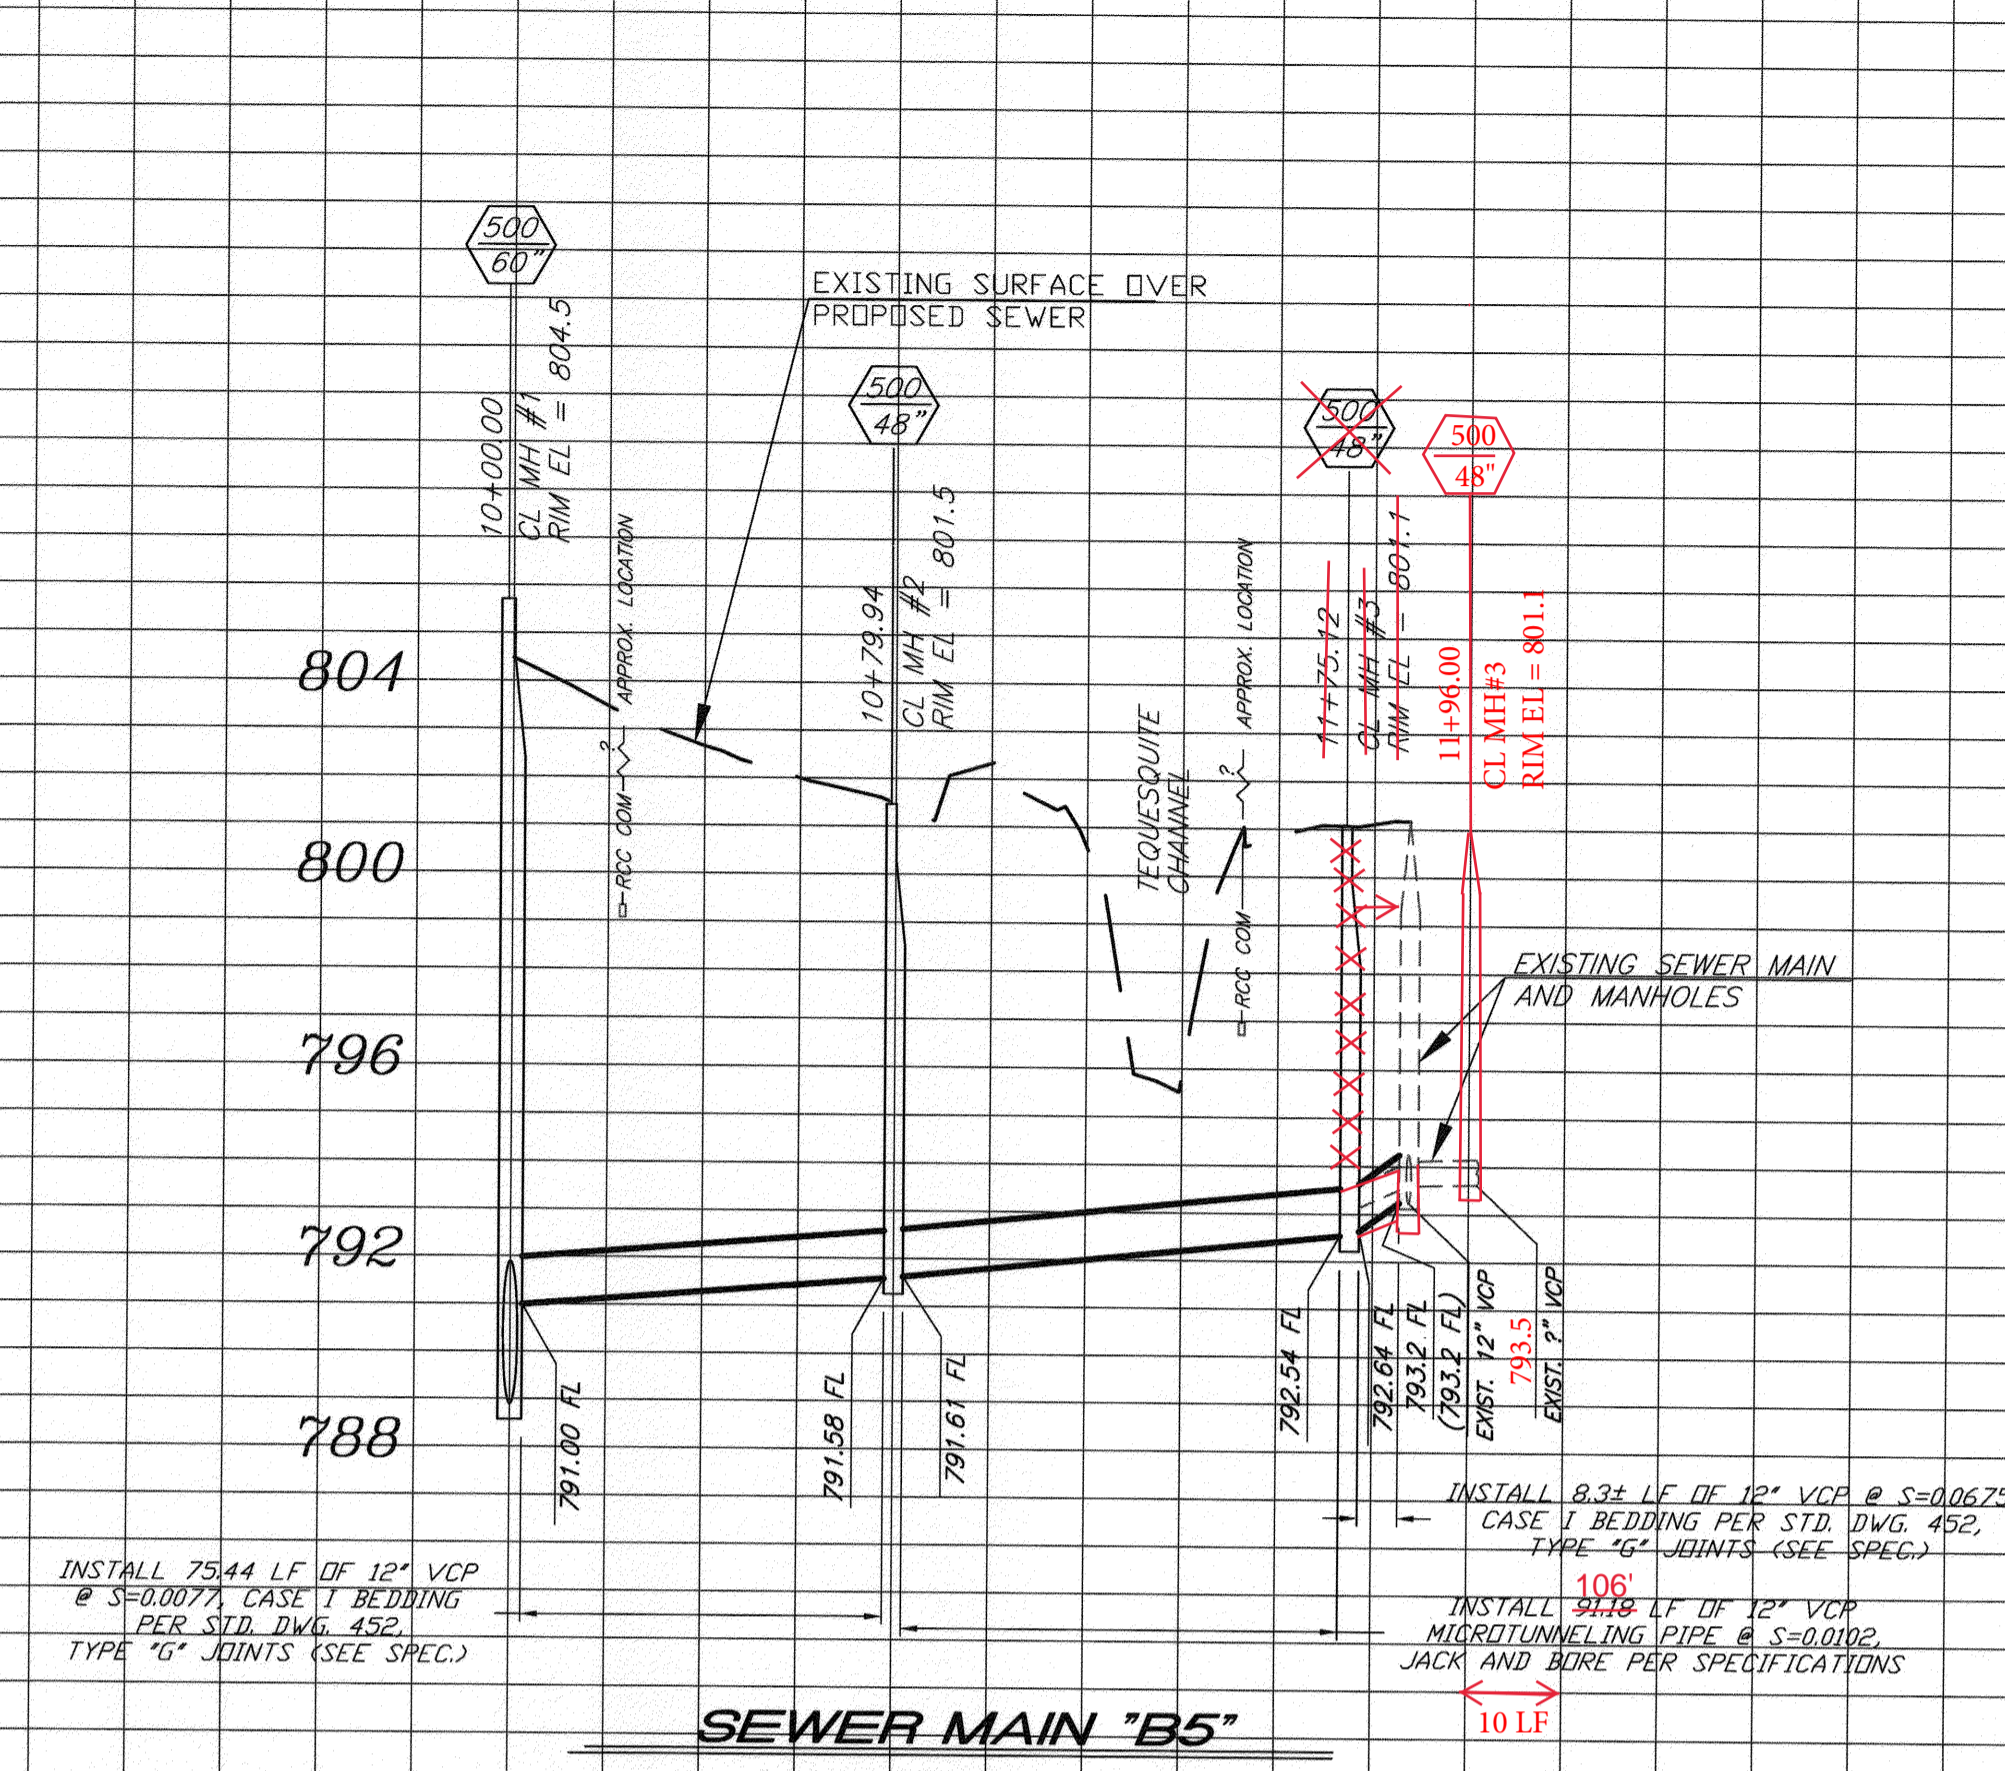 500
60"
10+00.00
CL MH #1
RIM EL = 804.5
EXISTING SURFACE OVER
PROPOSED SEWER
500
48"
10+79.94
CL MH #2
RIM EL = 801.5
500
48"
11+75.12
CL MH #3
RIM EL = 801.1
500
48"
11+96.00
CL MH#3
RIM EL = 801.1
RCC COM ? APPROX. LOCATION
TEQUESQUITE
CHANNEL
RCC COM ? APPROX. LOCATION
804
800
796
792
788
EXISTING SEWER MAIN
AND MANHOLES
791.00 FL
791.58 FL
791.61 FL
792.54 FL
792.64 FL
793.2 FL
(793.2 FL)
EXIST. 12" VCP
793.5
EXIST. ?" VCP
INSTALL 8.3± LF OF 12" VCP @ S=0.0675
CASE I BEDDING PER STD. DWG. 452,
TYPE "G" JOINTS (SEE SPEC.)
INSTALL 75.44 LF OF 12" VCP
@ S=0.0077, CASE I BEDDING
PER STD. DWG. 452,
TYPE "G" JOINTS (SEE SPEC.)
106'
INSTALL 91.18 LF OF 12" VCP
MICROTUNNELING PIPE @ S=0.0102,
JACK AND BORE PER SPECIFICATIONS
10 LF
SEWER MAIN "B5"